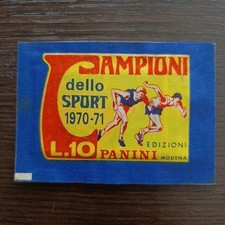 CAMPIONI
dello
SPORT
1970-71
EDIZIONI
L.10 PANINI MODENA